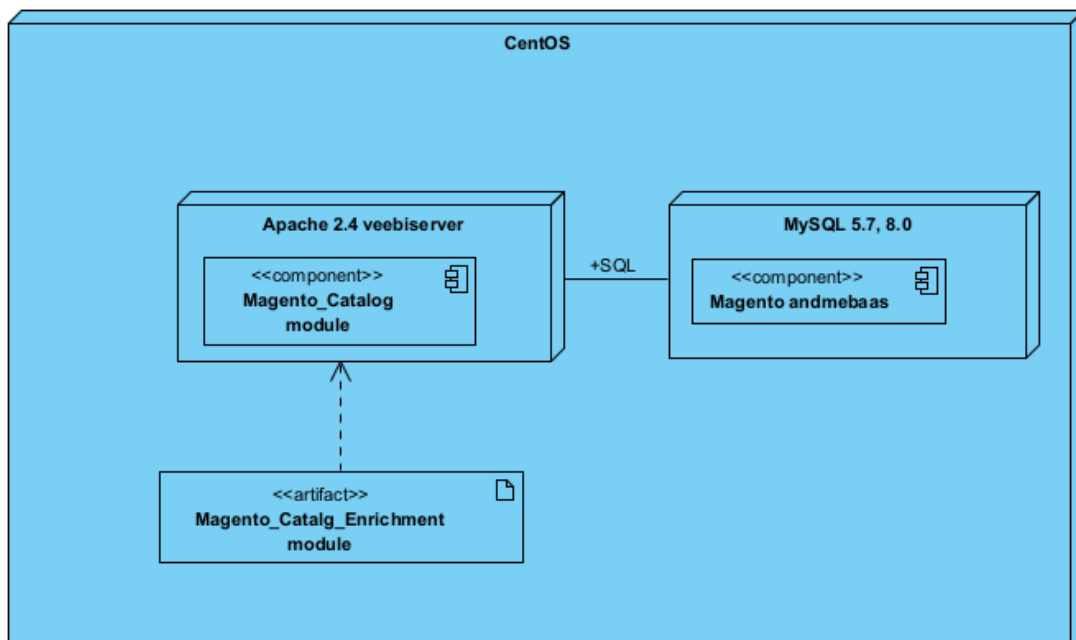 CentOS
Apache 2.4 veebiserver
<<component>>
Magento_Catalog
module
+SQL
MySQL 5.7, 8.0
<<component>>
Magento andmebaas
<<artifact>>
Magento_Catalg_Enrichment
module